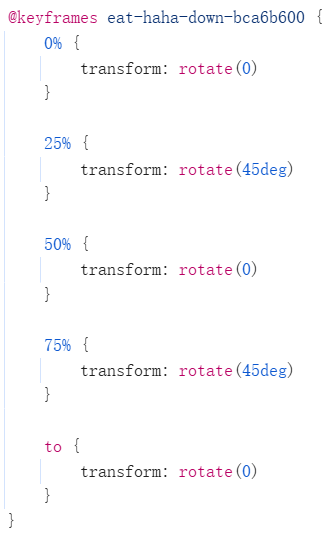 @keyframes eat-haha-down-bca6b600 {
    0% {
        transform: rotate(0)
    }

    25% {
        transform: rotate(45deg)
    }

    50% {
        transform: rotate(0)
    }

    75% {
        transform: rotate(45deg)
    }

    to {
        transform: rotate(0)
    }
}